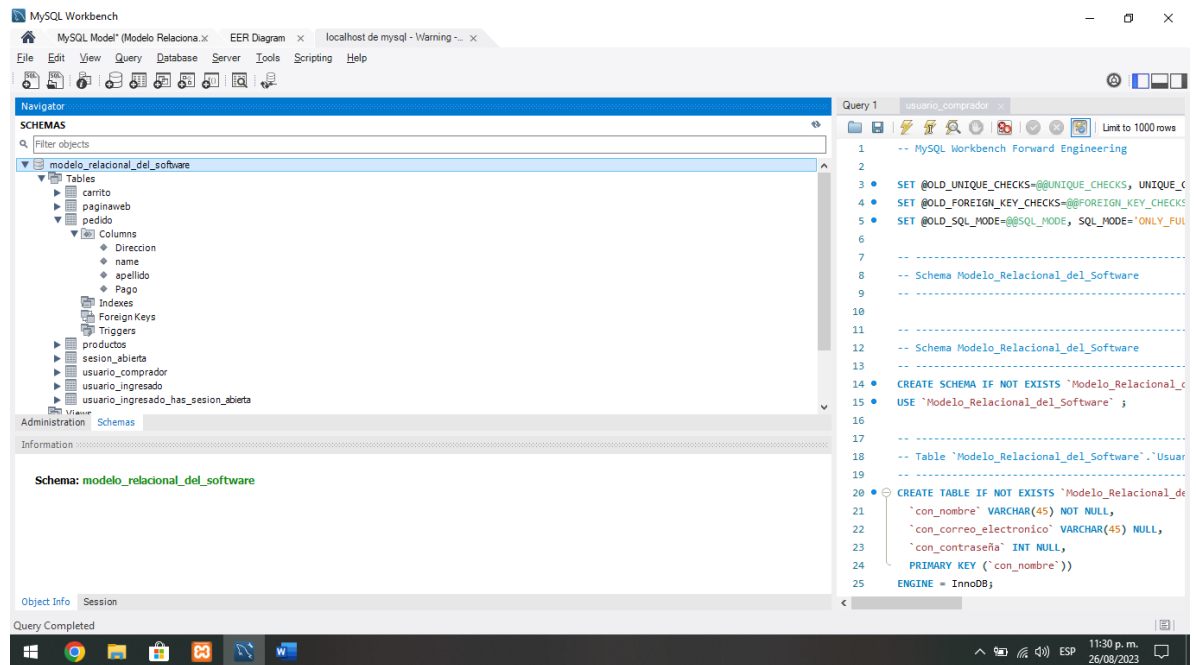 MySQL Workbench
MySQL Model* (Modelo Relaciona... EER Diagram localhost de mysql - Warning -...
File Edit View Query Database Server Tools Scripting Help
Navigator
SCHEMAS
Filter objects
modelo_relacional_del_software
Tables
carrito
paginaweb
pedido
Columns
Direccion
name
apellido
Pago
Indexes
Foreign Keys
Triggers
productos
sesion_abierta
usuario_comprador
usuario_ingresado
usuario_ingresado_has_sesion_abierta
Views
Administration Schemas
Information
Schema: modelo_relacional_del_software
Object Info Session
Query Completed
Query 1 usuario_comprador
Limit to 1000 rows
1 -- MySQL Workbench Forward Engineering
2
3 SET @OLD_UNIQUE_CHECKS=@@UNIQUE_CHECKS, UNIQUE_C
4 SET @OLD_FOREIGN_KEY_CHECKS=@@FOREIGN_KEY_CHECKS
5 SET @OLD_SQL_MODE=@@SQL_MODE, SQL_MODE='ONLY_FUL
6
7 -- -----------------------------------------------------
8 -- Schema Modelo_Relacional_del_Software
9 -- -----------------------------------------------------
10
11 -- -----------------------------------------------------
12 -- Schema Modelo_Relacional_del_Software
13 -- -----------------------------------------------------
14 CREATE SCHEMA IF NOT EXISTS `Modelo_Relacional_d
15 USE `Modelo_Relacional_del_Software` ;
16
17 -- -----------------------------------------------------
18 -- Table `Modelo_Relacional_del_Software`.`Usuar
19 -- -----------------------------------------------------
20 CREATE TABLE IF NOT EXISTS `Modelo_Relacional_de
21 `con_nombre` VARCHAR(45) NOT NULL,
22 `con_correo_electronico` VARCHAR(45) NULL,
23 `con_contraseña` INT NULL,
24 PRIMARY KEY (`con_nombre`))
25 ENGINE = InnoDB;
ESP
11:30 p. m.
26/08/2023